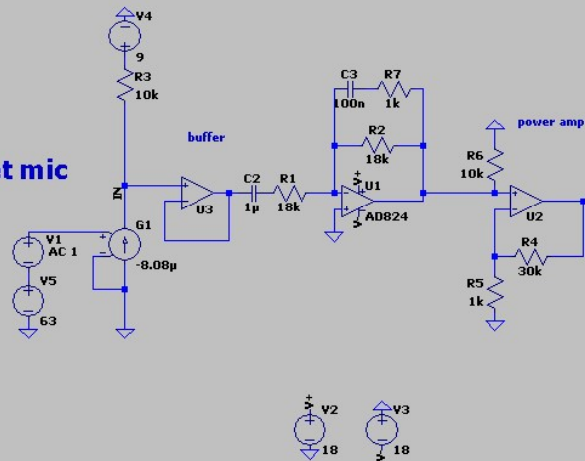 V4
9
R3
10k
et mic
IN
G1
-8.08µ
V1
AC 1
V5
63
buffer
U3
C2
1µ
R1
18k
C3
100n
R7
1k
R2
18k
V+
U1
AD824
V-
power amp
R6
10k
U2
R4
30k
R5
1k
V+
V2
18
V3
18
V-